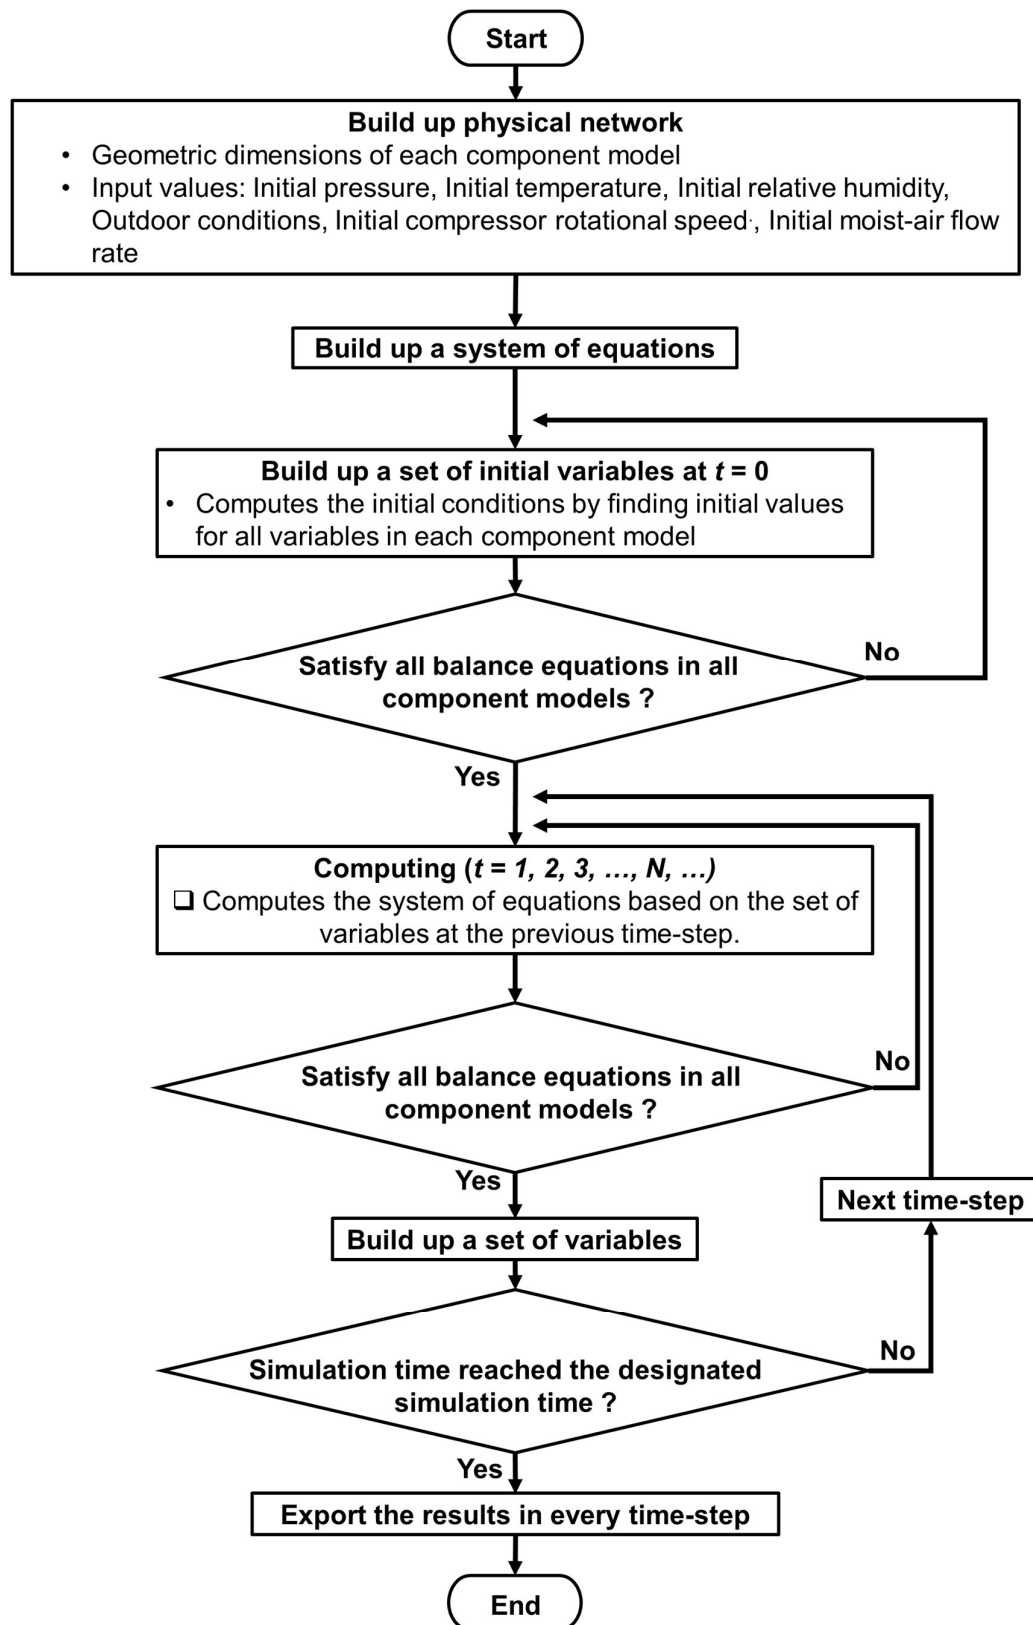 Start
Build up physical network
• Geometric dimensions of each component model
• Input values: Initial pressure, Initial temperature, Initial relative humidity,
Outdoor conditions, Initial compressor rotational speed., Initial moist-air flow
rate
Build up a system of equations
Build up a set of initial variables at t = 0
• Computes the initial conditions by finding initial values
for all variables in each component model
Satisfy all balance equations in all
component models ?
No
Yes
Computing (t = 1, 2, 3, …, N, …)
❑ Computes the system of equations based on the set of
variables at the previous time-step.
Satisfy all balance equations in all
component models ?
No
Yes
Next time-step
Build up a set of variables
Simulation time reached the designated
simulation time ?
No
Yes
Export the results in every time-step
End